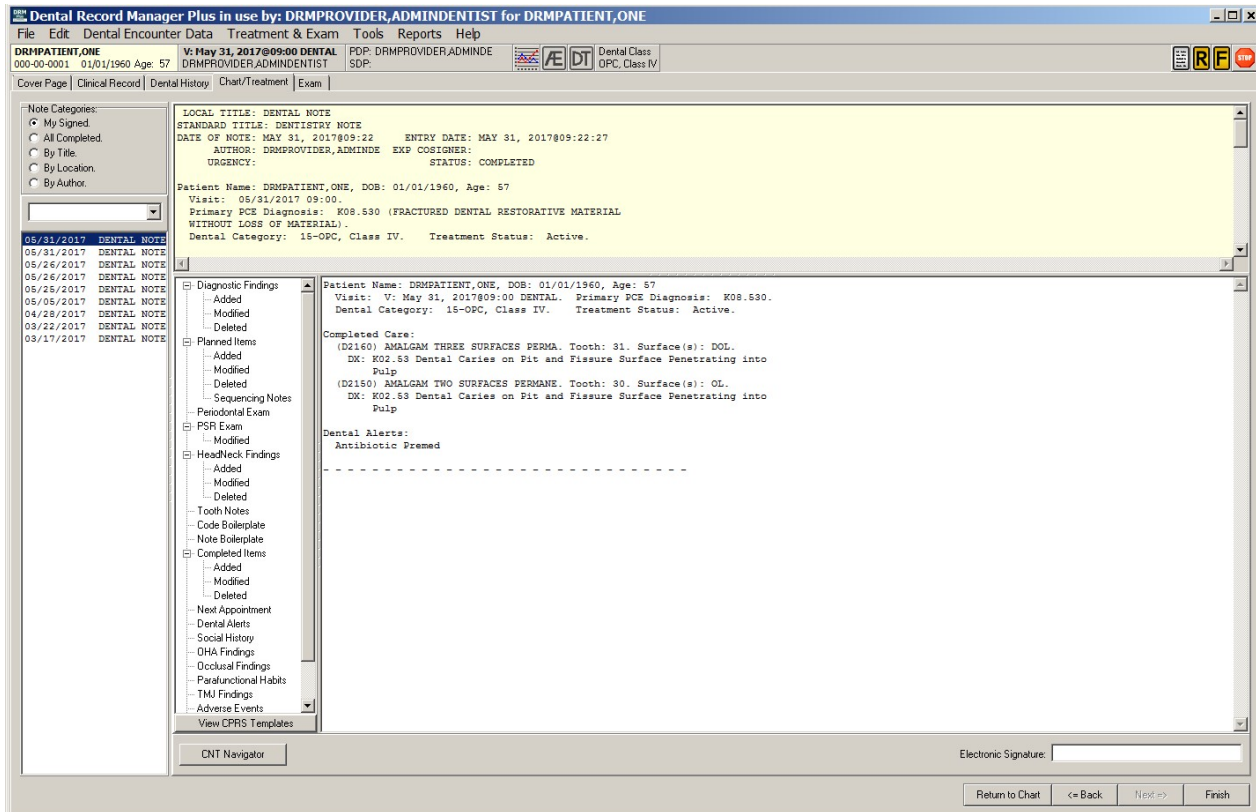 Dental Record Manager Plus in use by: DRMPROVIDER,ADMINDENTIST for DRMPATIENT,ONE
File Edit Dental Encounter Data Treatment & Exam Tools Reports Help
DRMPATIENT,ONE
000-00-0001 01/01/1960 Age: 57
V: May 31, 2017@09:00 DENTAL
DRMPROVIDER,ADMINDENTIST
PDP: DRMPROVIDER,ADMINDE
SDP:
Æ DT
Dental Class
OPC, Class IV
R F STOP
Cover Page Clinical Record Dental History Chart/Treatment Exam
Note Categories:
My Signed.
All Completed.
By Title.
By Location.
By Author.
05/31/2017 DENTAL NOTE
05/31/2017 DENTAL NOTE
05/26/2017 DENTAL NOTE
05/26/2017 DENTAL NOTE
05/25/2017 DENTAL NOTE
05/05/2017 DENTAL NOTE
04/28/2017 DENTAL NOTE
03/22/2017 DENTAL NOTE
03/17/2017 DENTAL NOTE
LOCAL TITLE: DENTAL NOTE
STANDARD TITLE: DENTISTRY NOTE
DATE OF NOTE: MAY 31, 2017@09:22 ENTRY DATE: MAY 31, 2017@09:22:27
AUTHOR: DRMPROVIDER,ADMINDE EXP COSIGNER:
URGENCY: STATUS: COMPLETED
Patient Name: DRMPATIENT,ONE, DOB: 01/01/1960, Age: 57
Visit: 05/31/2017 09:00.
Primary PCE Diagnosis: K08.530 (FRACTURED DENTAL RESTORATIVE MATERIAL
WITHOUT LOSS OF MATERIAL).
Dental Category: 15-OPC, Class IV. Treatment Status: Active.
Diagnostic Findings
Added
Modified
Deleted
Planned Items
Added
Modified
Deleted
Sequencing Notes
Periodontal Exam
PSR Exam
Modified
HeadNeck Findings
Added
Modified
Deleted
Tooth Notes
Code Boilerplate
Note Boilerplate
Completed Items
Added
Modified
Deleted
Next Appointment
Dental Alerts
Social History
OHA Findings
Occlusal Findings
Parafunctional Habits
TMJ Findings
Adverse Events
View CPRS Templates
Patient Name: DRMPATIENT,ONE, DOB: 01/01/1960, Age: 57
Visit: V: May 31, 2017@09:00 DENTAL. Primary PCE Diagnosis: K08.530.
Dental Category: 15-OPC, Class IV. Treatment Status: Active.
Completed Care:
(D2160) AMALGAM THREE SURFACES PERMA. Tooth: 31. Surface(s): DOL.
DX: K02.53 Dental Caries on Pit and Fissure Surface Penetrating into
Pulp
(D2150) AMALGAM TWO SURFACES PERMANE. Tooth: 30. Surface(s): OL.
DX: K02.53 Dental Caries on Pit and Fissure Surface Penetrating into
Pulp
Dental Alerts:
Antibiotic Premed
- - - - - - - - - - - - - - - - - - - - - - - - - - - - - -
CNT Navigator
Electronic Signature:
Return to Chart <= Back Next => Finish